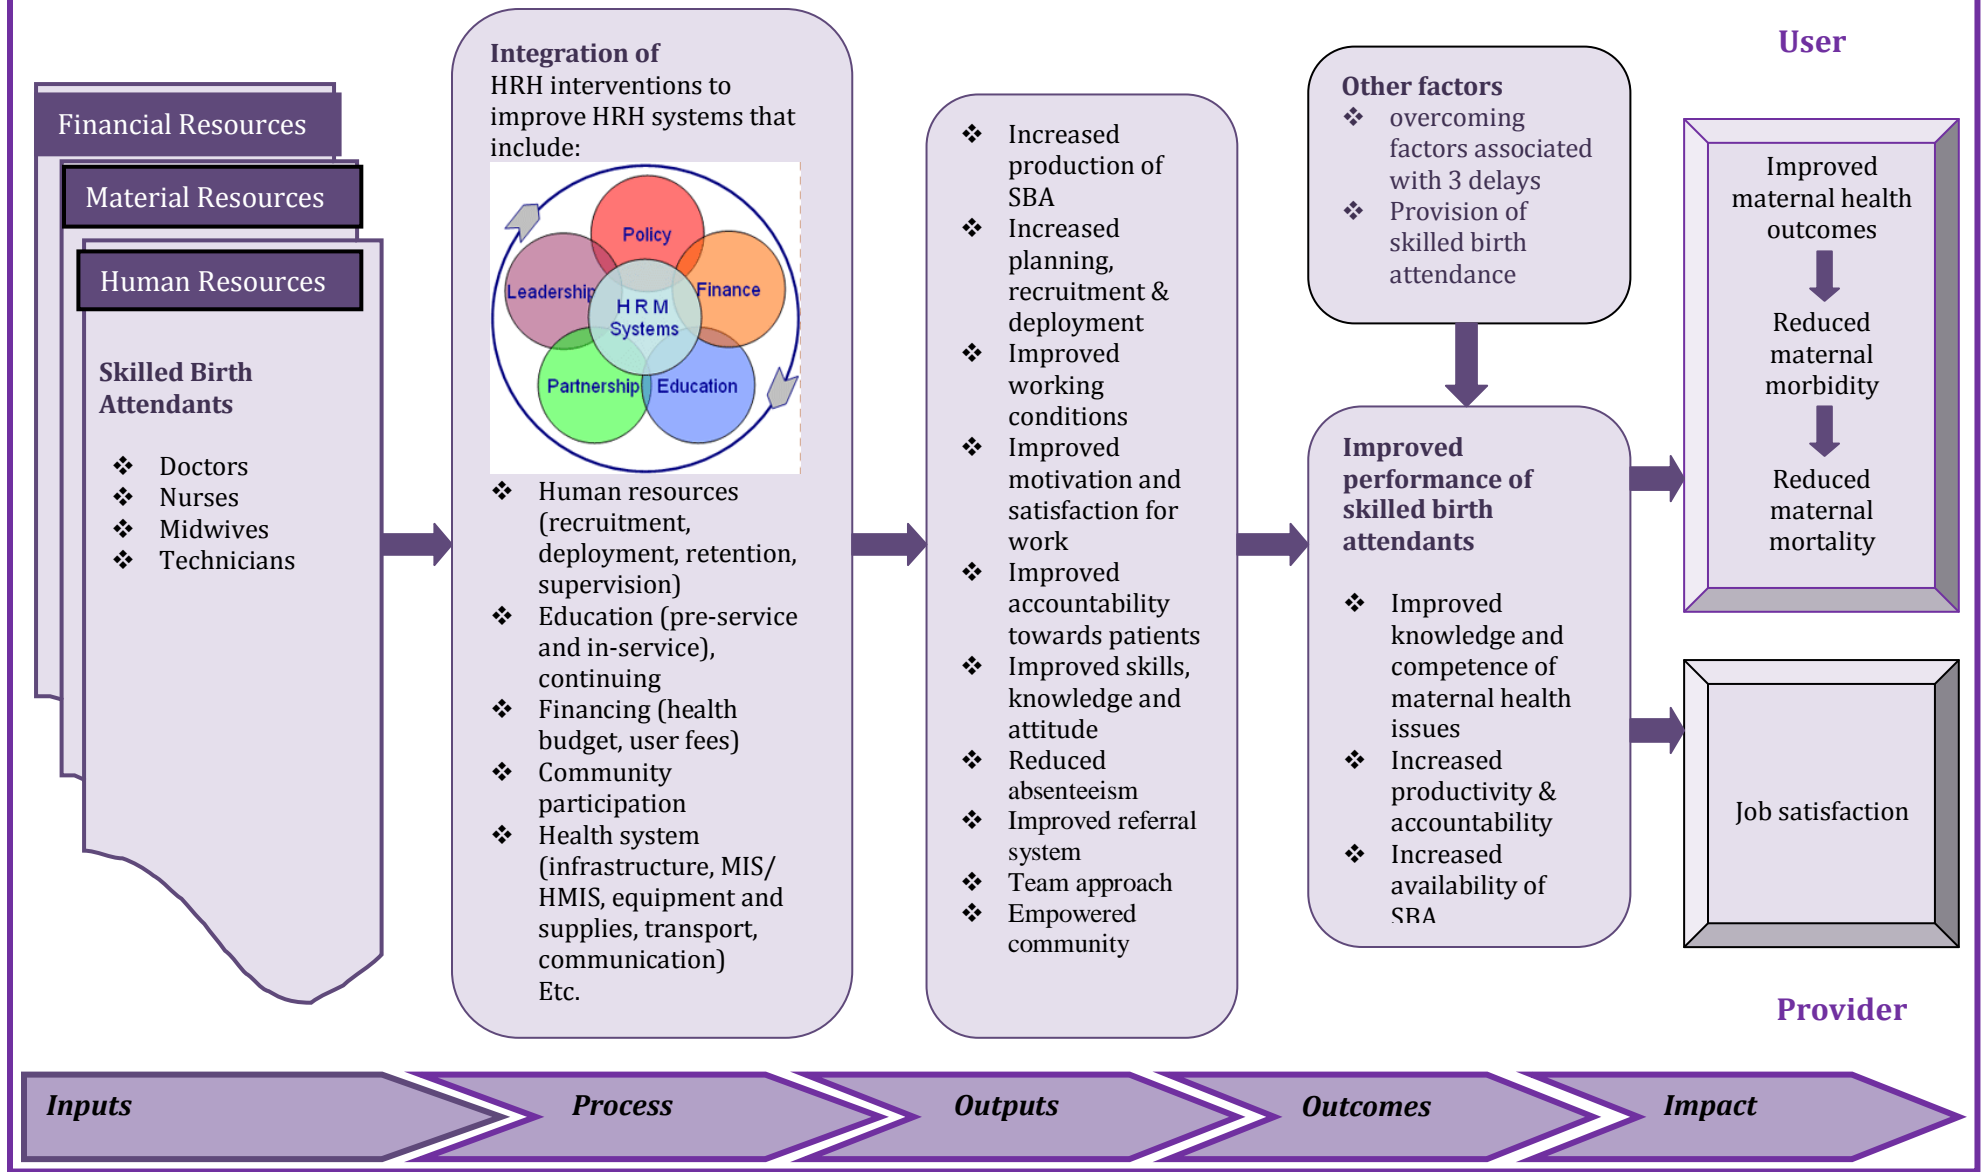 Financial Resources
Material Resources
Human Resources
Skilled Birth
Attendants
❖ Doctors
❖ Nurses
❖ Midwives
❖ Technicians
Integration of
HRH interventions to
improve HRH systems that
include:
Policy
Leadership
Finance
H R M
Systems
Partnership
Education
❖ Human resources
(recruitment,
deployment, retention,
supervision)
❖ Education (pre-service
and in-service),
continuing
❖ Financing (health
budget, user fees)
❖ Community
participation
❖ Health system
(infrastructure, MIS/
HMIS, equipment and
supplies, transport,
communication)
Etc.
❖ Increased
production of
SBA
❖ Increased
planning,
recruitment &
deployment
❖ Improved
working
conditions
❖ Improved
motivation and
satisfaction for
work
❖ Improved
accountability
towards patients
❖ Improved skills,
knowledge and
attitude
❖ Reduced
absenteeism
❖ Improved referral
system
❖ Team approach
❖ Empowered
community
Other factors
❖ overcoming
factors associated
with 3 delays
❖ Provision of
skilled birth
attendance
Improved
performance of
skilled birth
attendants
❖ Improved
knowledge and
competence of
maternal health
issues
❖ Increased
productivity &
accountability
❖ Increased
availability of
SBA
User
Improved
maternal health
outcomes
Reduced
maternal
morbidity
Reduced
maternal
mortality
Job satisfaction
Provider
Inputs
Process
Outputs
Outcomes
Impact